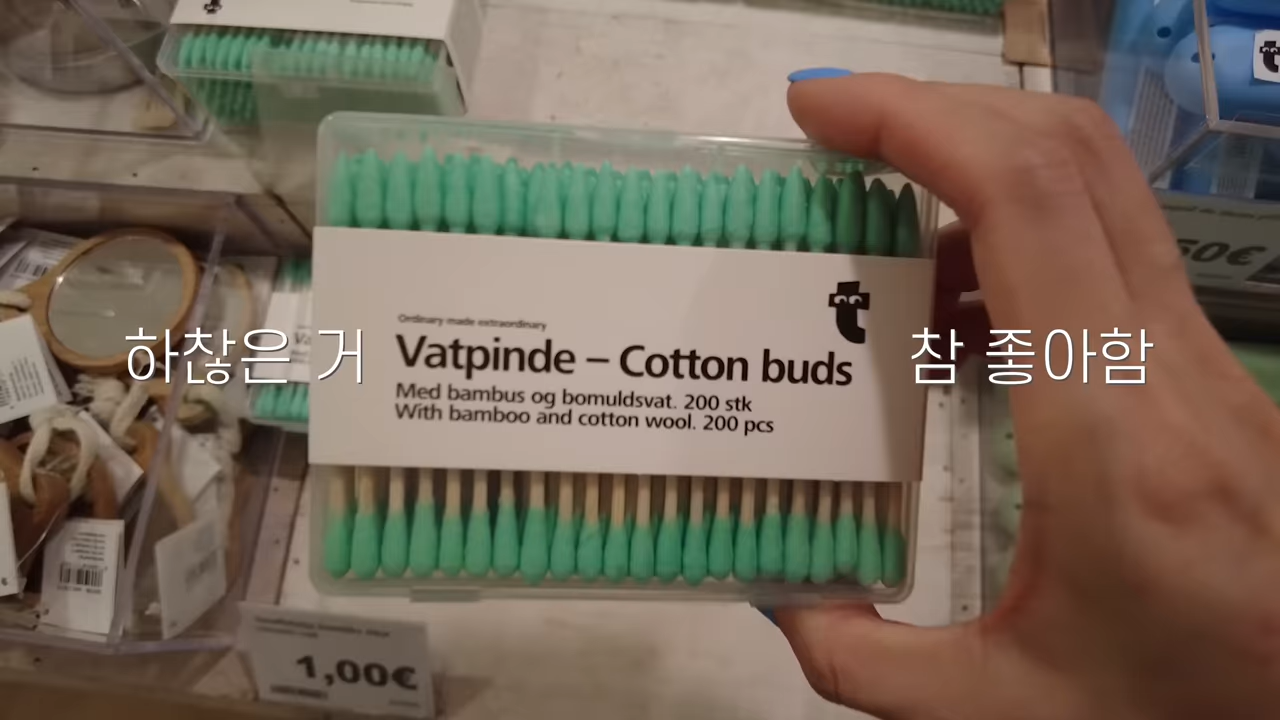 Ordinary made extraordinary
Vatpinde – Cotton buds
Med bambus og bomuldsvat. 200 stk
With bamboo and cotton wool. 200 pcs
하찮은 거 참 좋아함
50€
1,00€